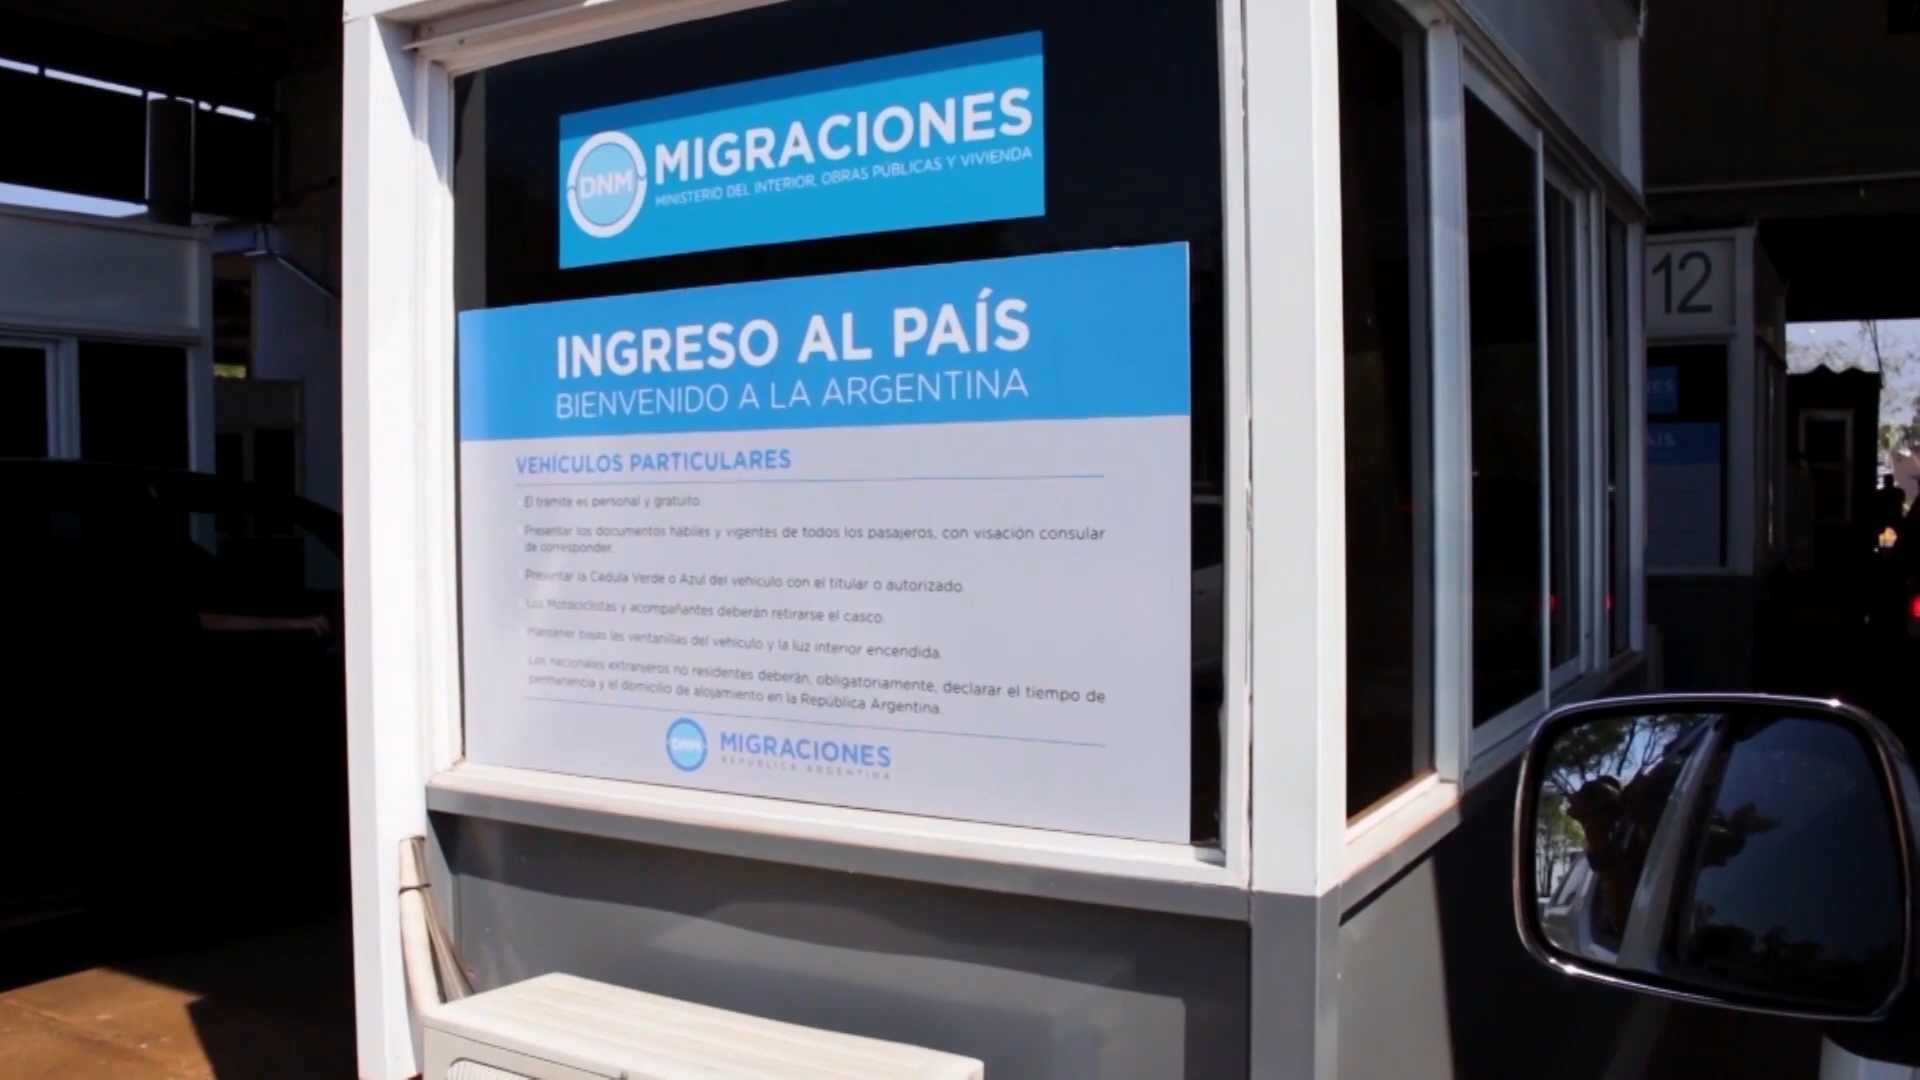 MIGRACIONES
DNM
MINISTERIO DEL INTERIOR, OBRAS PÚBLICAS Y VIVIENDA
INGRESO AL PAÍS
BIENVENIDO A LA ARGENTINA
VEHÍCULOS PARTICULARES
El trámite es personal y gratuito.
Presentar los documentos hábiles y vigentes de todos los pasajeros, con visación consular
de corresponder.
Presentar la Cédula Verde o Azul del vehículo con el titular o autorizado.
Los Motociclistas y acompañantes deberán retirarse el casco.
Mantener bajas las ventanillas del vehículo y la luz interior encendida.
Los nacionales extranjeros no residentes deberán, obligatoriamente, declarar el tiempo de
permanencia y el domicilio de alojamiento en la República Argentina.
DNM
MIGRACIONES
REPÚBLICA ARGENTINA
12